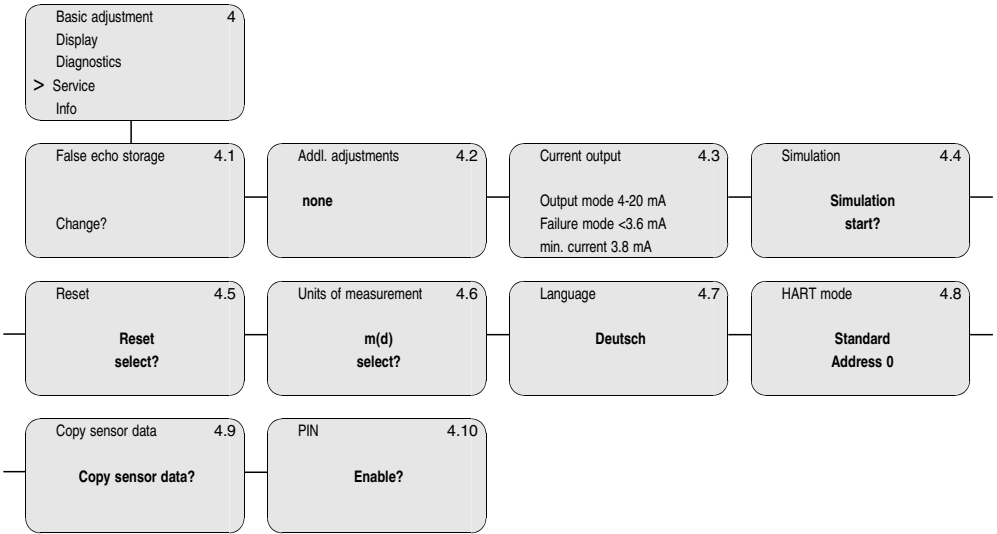 Basic adjustment 4
Display
Diagnostics
> Service
Info
False echo storage 4.1
Change?
Addl. adjustments 4.2
none
Current output 4.3
Output mode 4-20 mA
Failure mode <3.6 mA
min. current 3.8 mA
Simulation 4.4
Simulation
start?
Reset 4.5
Reset
select?
Units of measurement 4.6
m(d)
select?
Language 4.7
Deutsch
HART mode 4.8
Standard
Address 0
Copy sensor data 4.9
Copy sensor data?
PIN 4.10
Enable?